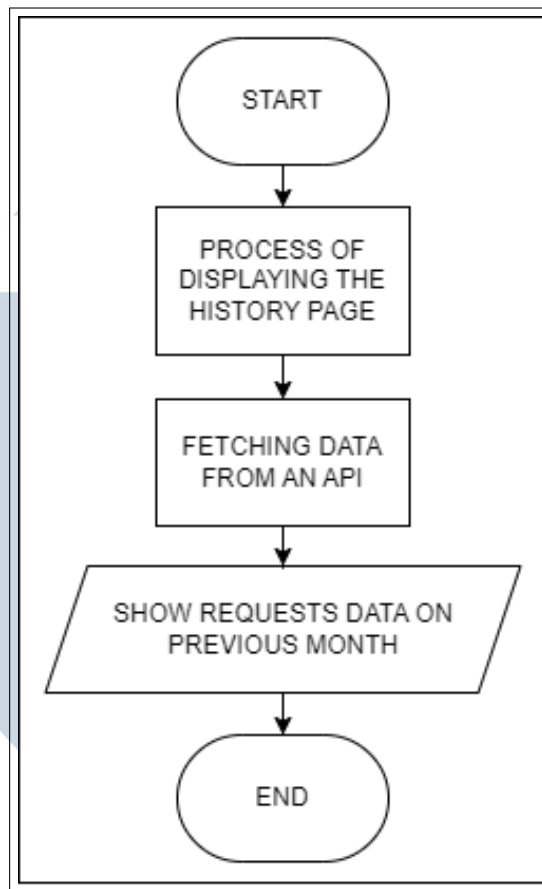 START
PROCESS OF
DISPLAYING THE
HISTORY PAGE
FETCHING DATA
FROM AN API
SHOW REQUESTS DATA ON
PREVIOUS MONTH
END